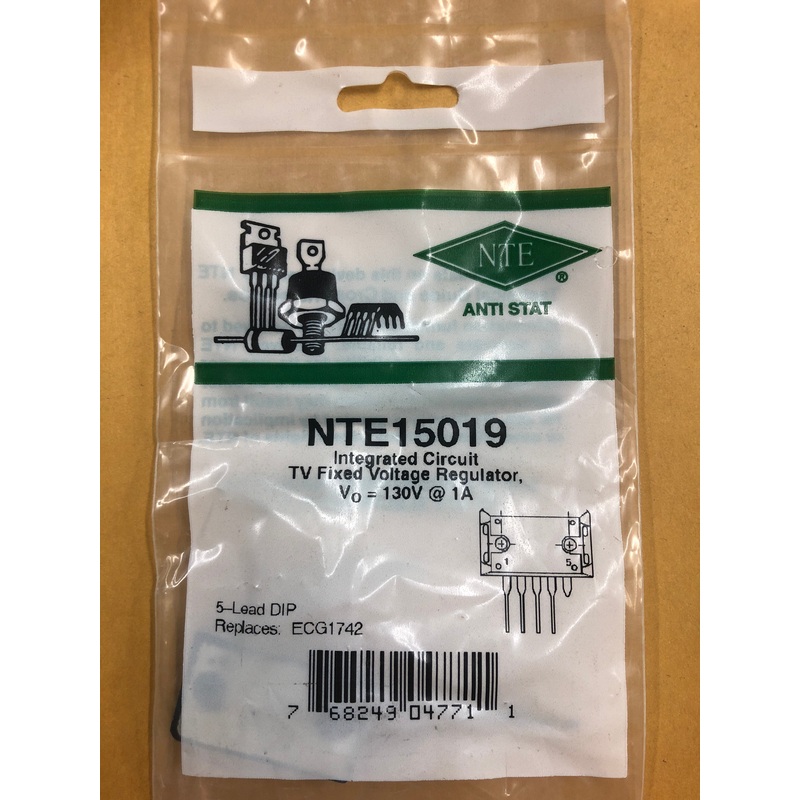 NTE
®
ANTI STAT
NTE15019
Integrated Circuit
TV Fixed Voltage Regulator,
VO = 130V @ 1A
1 5
5-Lead DIP
Replaces: ECG1742
7 68249 04771 1